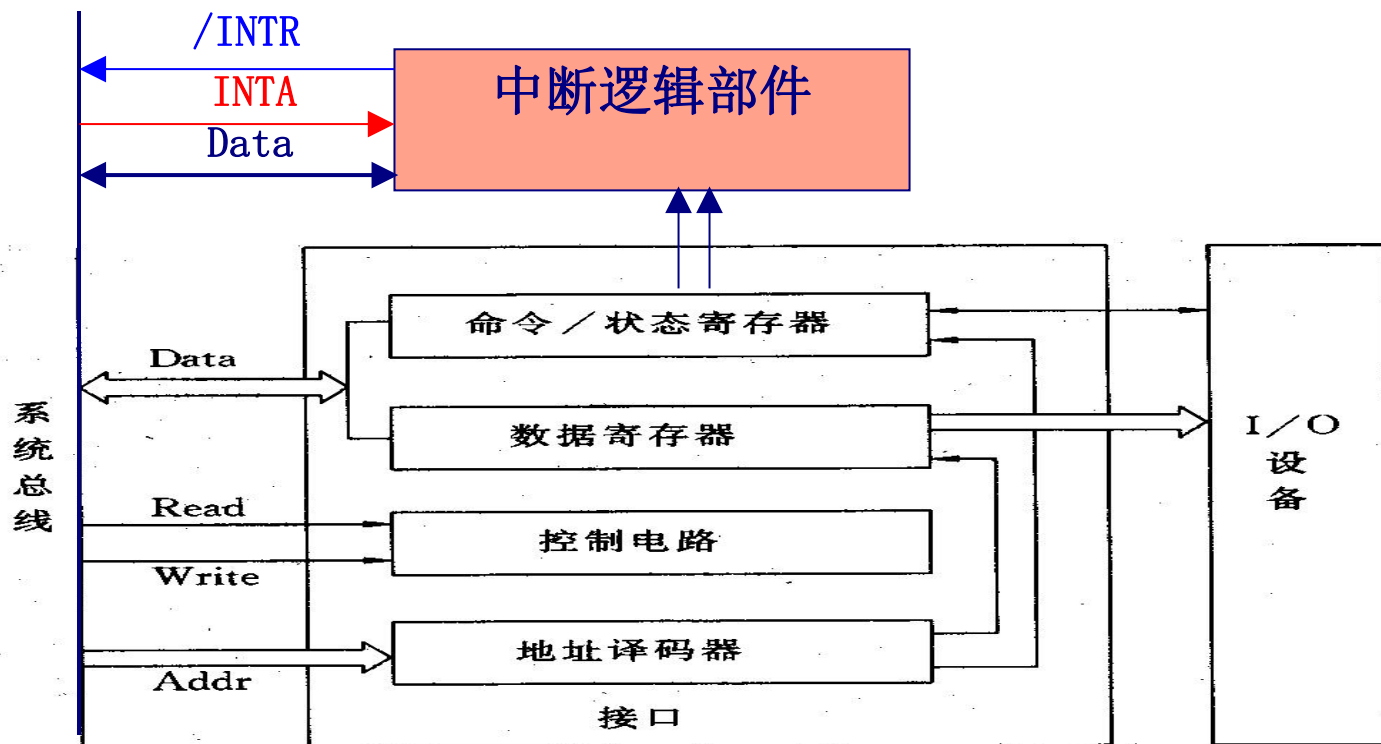 /INTR
INTA
Data
中断逻辑部件
命令／状态寄存器
Data
数据寄存器
系统总线
I／O
设备
Read
控制电路
Write
地址译码器
Addr
接口